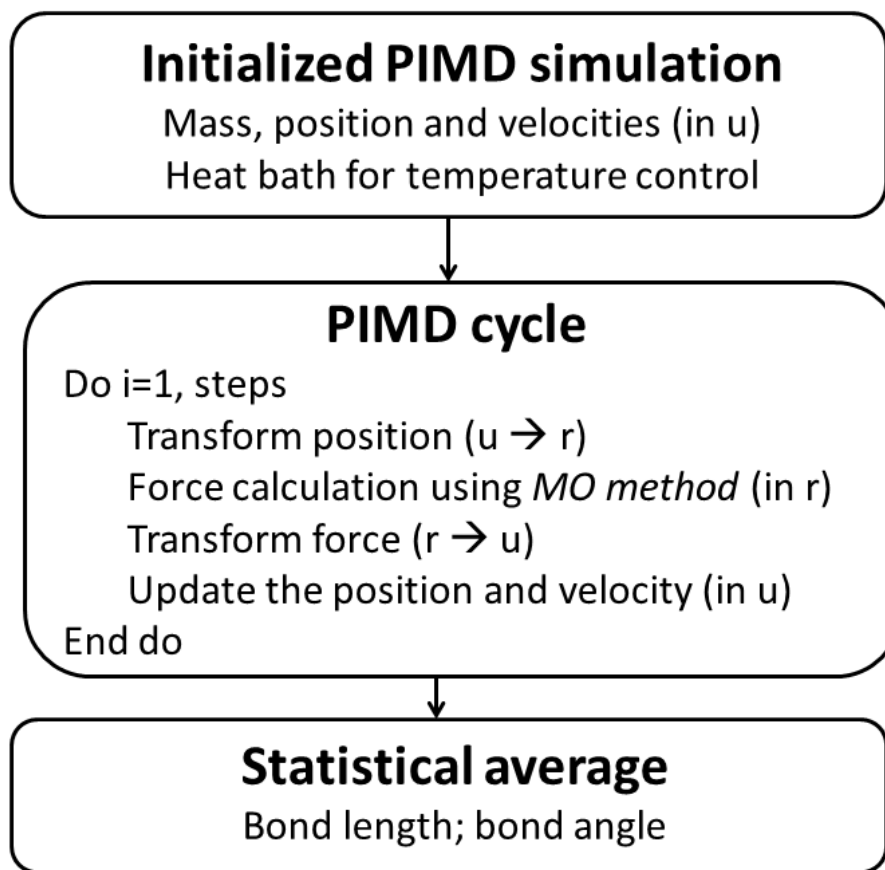 Initialized PIMD simulation
Mass, position and velocities (in u)
Heat bath for temperature control
PIMD cycle
Do i=1, steps
Transform position (u → r)
Force calculation using MO method (in r)
Transform force (r → u)
Update the position and velocity (in u)
End do
Statistical average
Bond length; bond angle